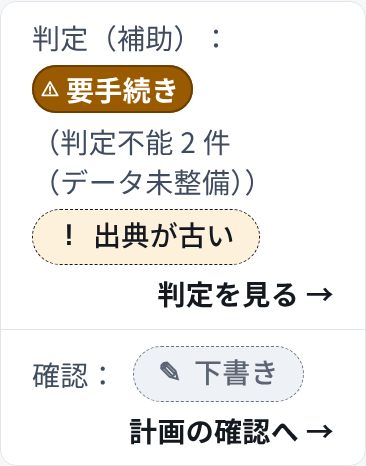 判定（補助）：
⚠ 要手続き
（判定不能 2 件
（データ未整備））
! 出典が古い
判定を見る →
確認：
✎ 下書き
計画の確認へ →